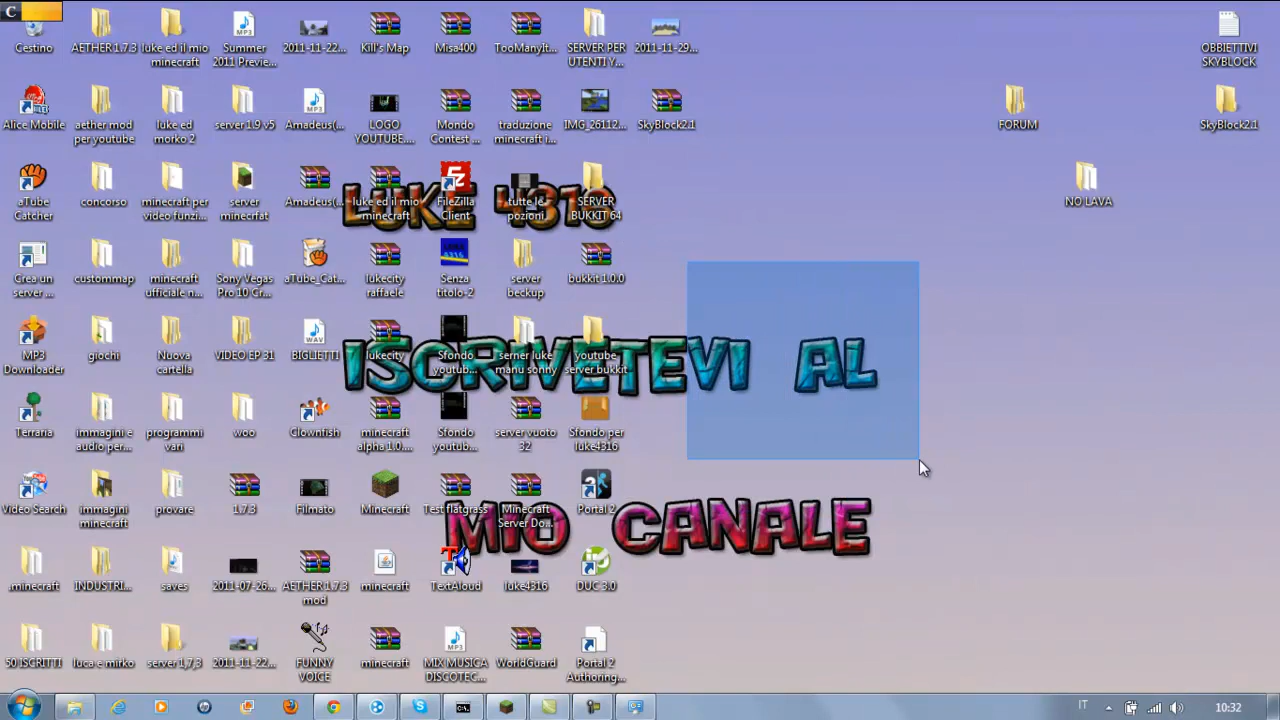 C
Cestino
AETHER 1.7.3
luke ed il mio minecraft
Summer 2011 Previe...
2011-11-22...
Kill's Map
Misa400
TooManyIt...
SERVER PER UTENTI Y...
2011-11-29...
OBBIETTIVI SKYBLOCK
Alice Mobile
aether mod per youtube
luke ed morko 2
server 1.9 v5
Amadeus(...
LOGO YOUTUBE....
Mondo Contest ...
traduzione minecraft i...
IMG_26112...
SkyBlock2.1
FORUM
SkyBlock2.1
aTube Catcher
concorso
minecraft per video funzi...
server minecrfat
Amadeus(...
luke ed il mio minecraft
FileZilla Client
tutte le pozioni
SERVER BUKKIT 64
NO LAVA
LUKE 4316
Crea un server ...
custommap
minecraft ufficiale n...
Sony Vegas Pro 10 Cr...
aTube_Cat...
lukecity raffaele
Senza titolo-2
server beckup
bukkit 1.0.0
MP3 Downloader
giochi
Nuova cartella
VIDEO EP 31
BIGLIETTI
lukecity
Sfondo youtub...
serner luke manu sonny
youtube server bukkit
ISCRIVETEVI AL
Terraria
immagini e audio per...
programmi vari
woo
Clownfish
minecraft alpha 1.0....
Sfondo youtub...
server vuoto 32
Sfondo per luke4316
Video Search
immagini minecraft
provare
1.7.3
Filmato
Minecraft
Test flatgrass
Minecraft Server Do...
Portal 2
MIO CANALE
.minecraft
INDUSTRI...
saves
2011-07-26...
AETHER 1.7.3 mod
minecraft
TextAloud
luke4316
DUC 3.0
50 ISCRITTI
luca e mirko
server 1,7,3
2011-11-22...
FUNNY VOICE
minecraft
MIX MUSICA DISCOTEC...
WorldGuard
Portal 2 Authoring...
IT
10:32